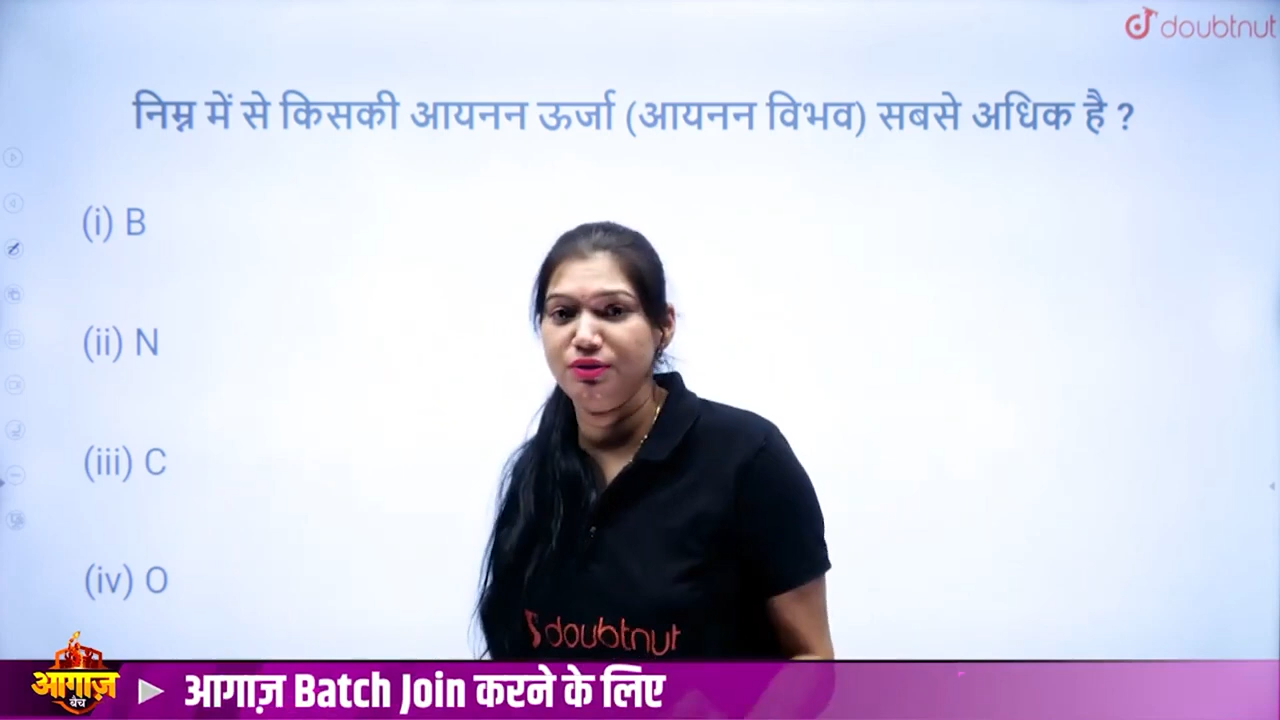 doubtnut
निम्न में से किसकी आयनन ऊर्जा (आयनन विभव) सबसे अधिक है ?
(i) B
(ii) N
(iii) C
(iv) O
doubtnut
आगाज़
बैच
आगाज़ Batch Join करने के लिए